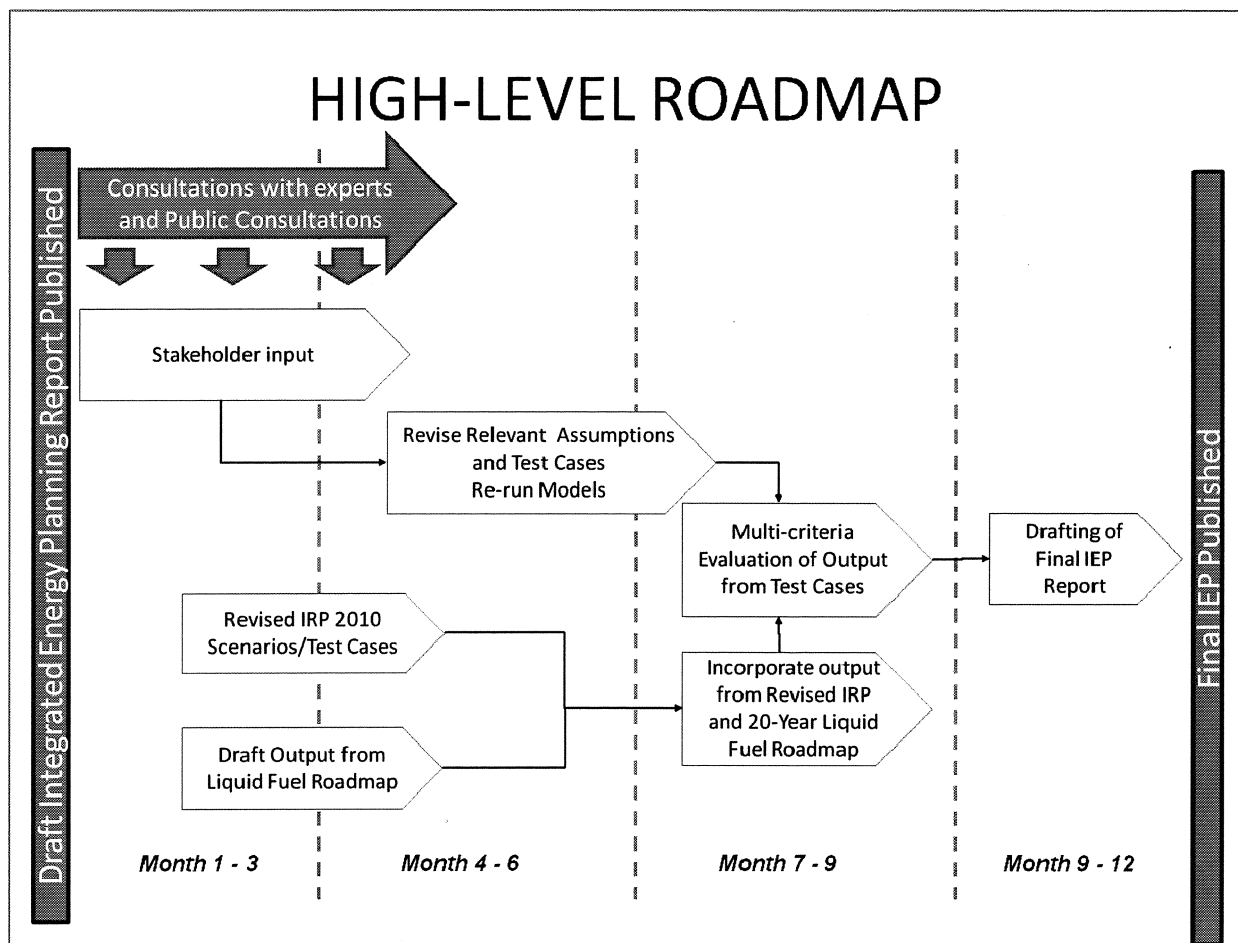 HIGH-LEVEL ROADMAP
Draft Integrated Energy Planning Report Published
Consultations with experts
and Public Consultations
Stakeholder input
Revise Relevant Assumptions
and Test Cases
Re-run Models
Multi-criteria
Evaluation of Output
from Test Cases
Drafting of
Final IEP
Report
Revised IRP 2010
Scenarios/Test Cases
Incorporate output
from Revised IRP
and 20-Year Liquid
Fuel Roadmap
Draft Output from
Liquid Fuel Roadmap
Month 1 - 3
Month 4 - 6
Month 7 - 9
Month 9 - 12
Final IEP Published